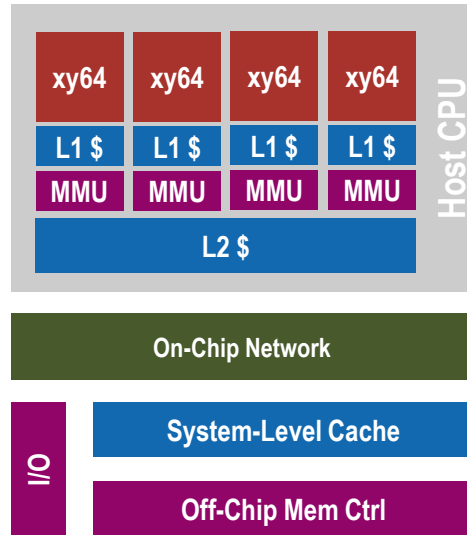 xy64 xy64 xy64 xy64
L1 $ L1 $ L1 $ L1 $
MMU MMU MMU MMU
L2 $
Host CPU
On-Chip Network
I/O
System-Level Cache
Off-Chip Mem Ctrl